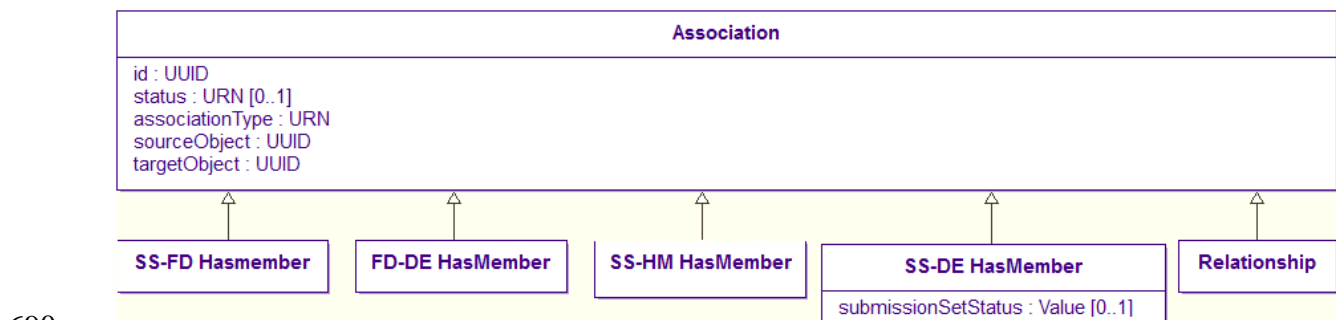 Association
id : UUID
status : URN [0..1]
associationType : URN
sourceObject : UUID
targetObject : UUID
SS-FD Hasmember
FD-DE HasMember
SS-HM HasMember
SS-DE HasMember
Relationship
submissionSetStatus : Value [0..1]